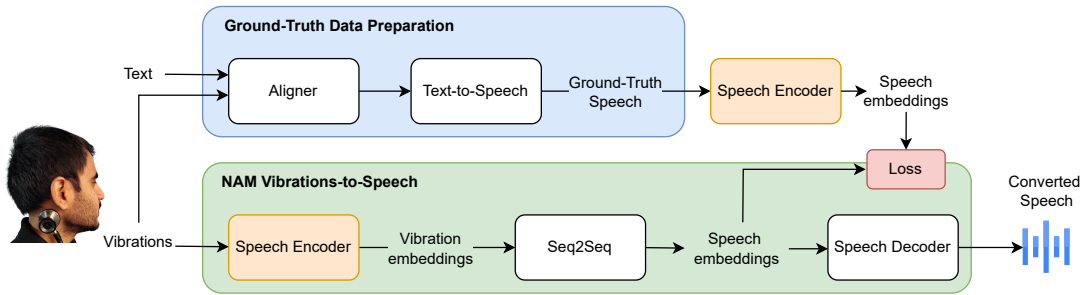 Ground-Truth Data Preparation
Text
Aligner
Text-to-Speech
Ground-Truth
Speech
Speech Encoder
Speech
embeddings
Loss
NAM Vibrations-to-Speech
Vibrations
Speech Encoder
Vibration
embeddings
Seq2Seq
Speech
embeddings
Speech Decoder
Converted
Speech